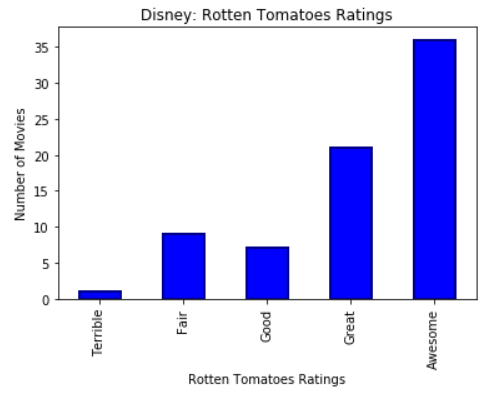 Disney: Rotten Tomatoes Ratings
Number of Movies
35
30
25
20
15
10
5
0
Terrible
Fair
Good
Great
Awesome
Rotten Tomatoes Ratings